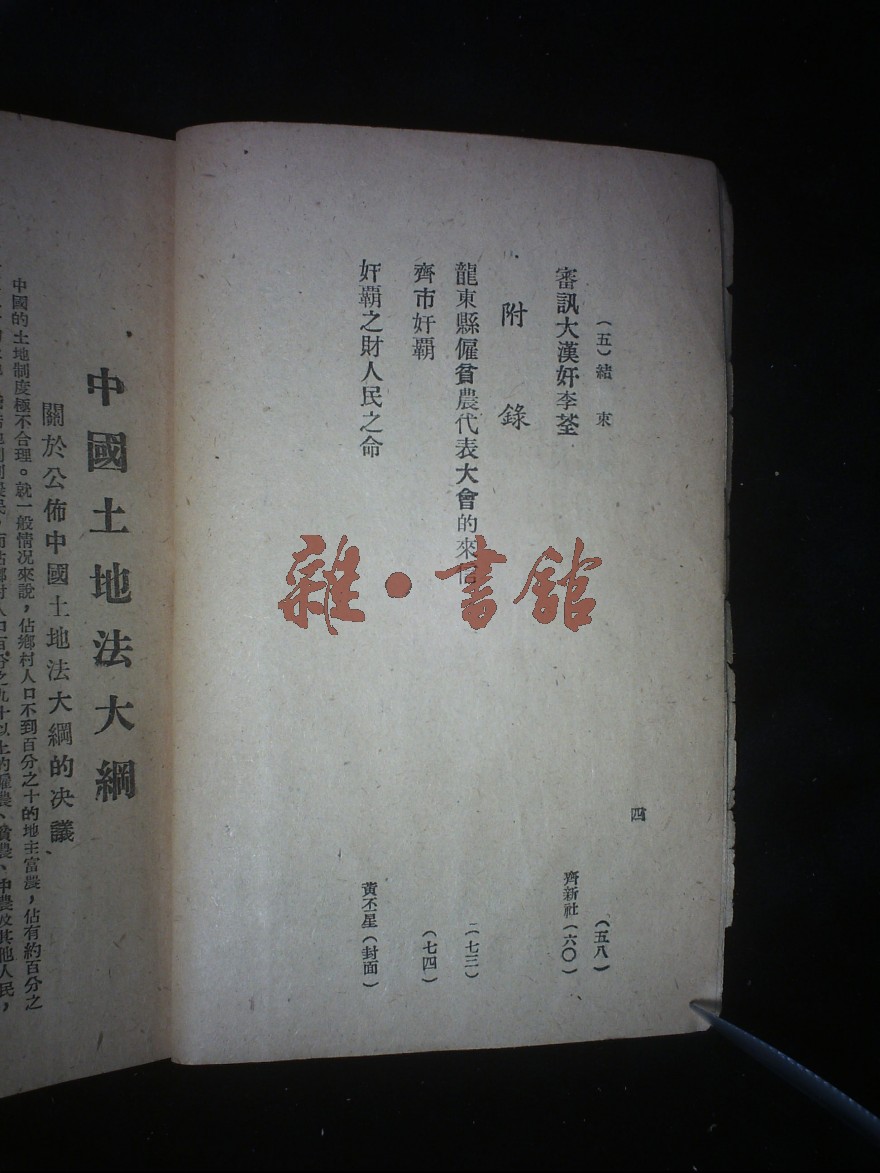 四
（五）結束 （五八）
審訊大漢奸李荃 齊新社（六〇）
附錄
龍東縣僱貧農代表大會的來信 （七三）
齊市奸霸 （七四）
奸霸之財人民之命 黃丕星（封面）
雜·書館
中國土地法大綱
關於公佈中國土地法大綱的决議
中國的土地制度極不合理。就一般情況來說，佔鄉村人口不到百分之十的地主富農，佔有約百分之
百分之九十以上的雇農、貧農、中農及其他人民，